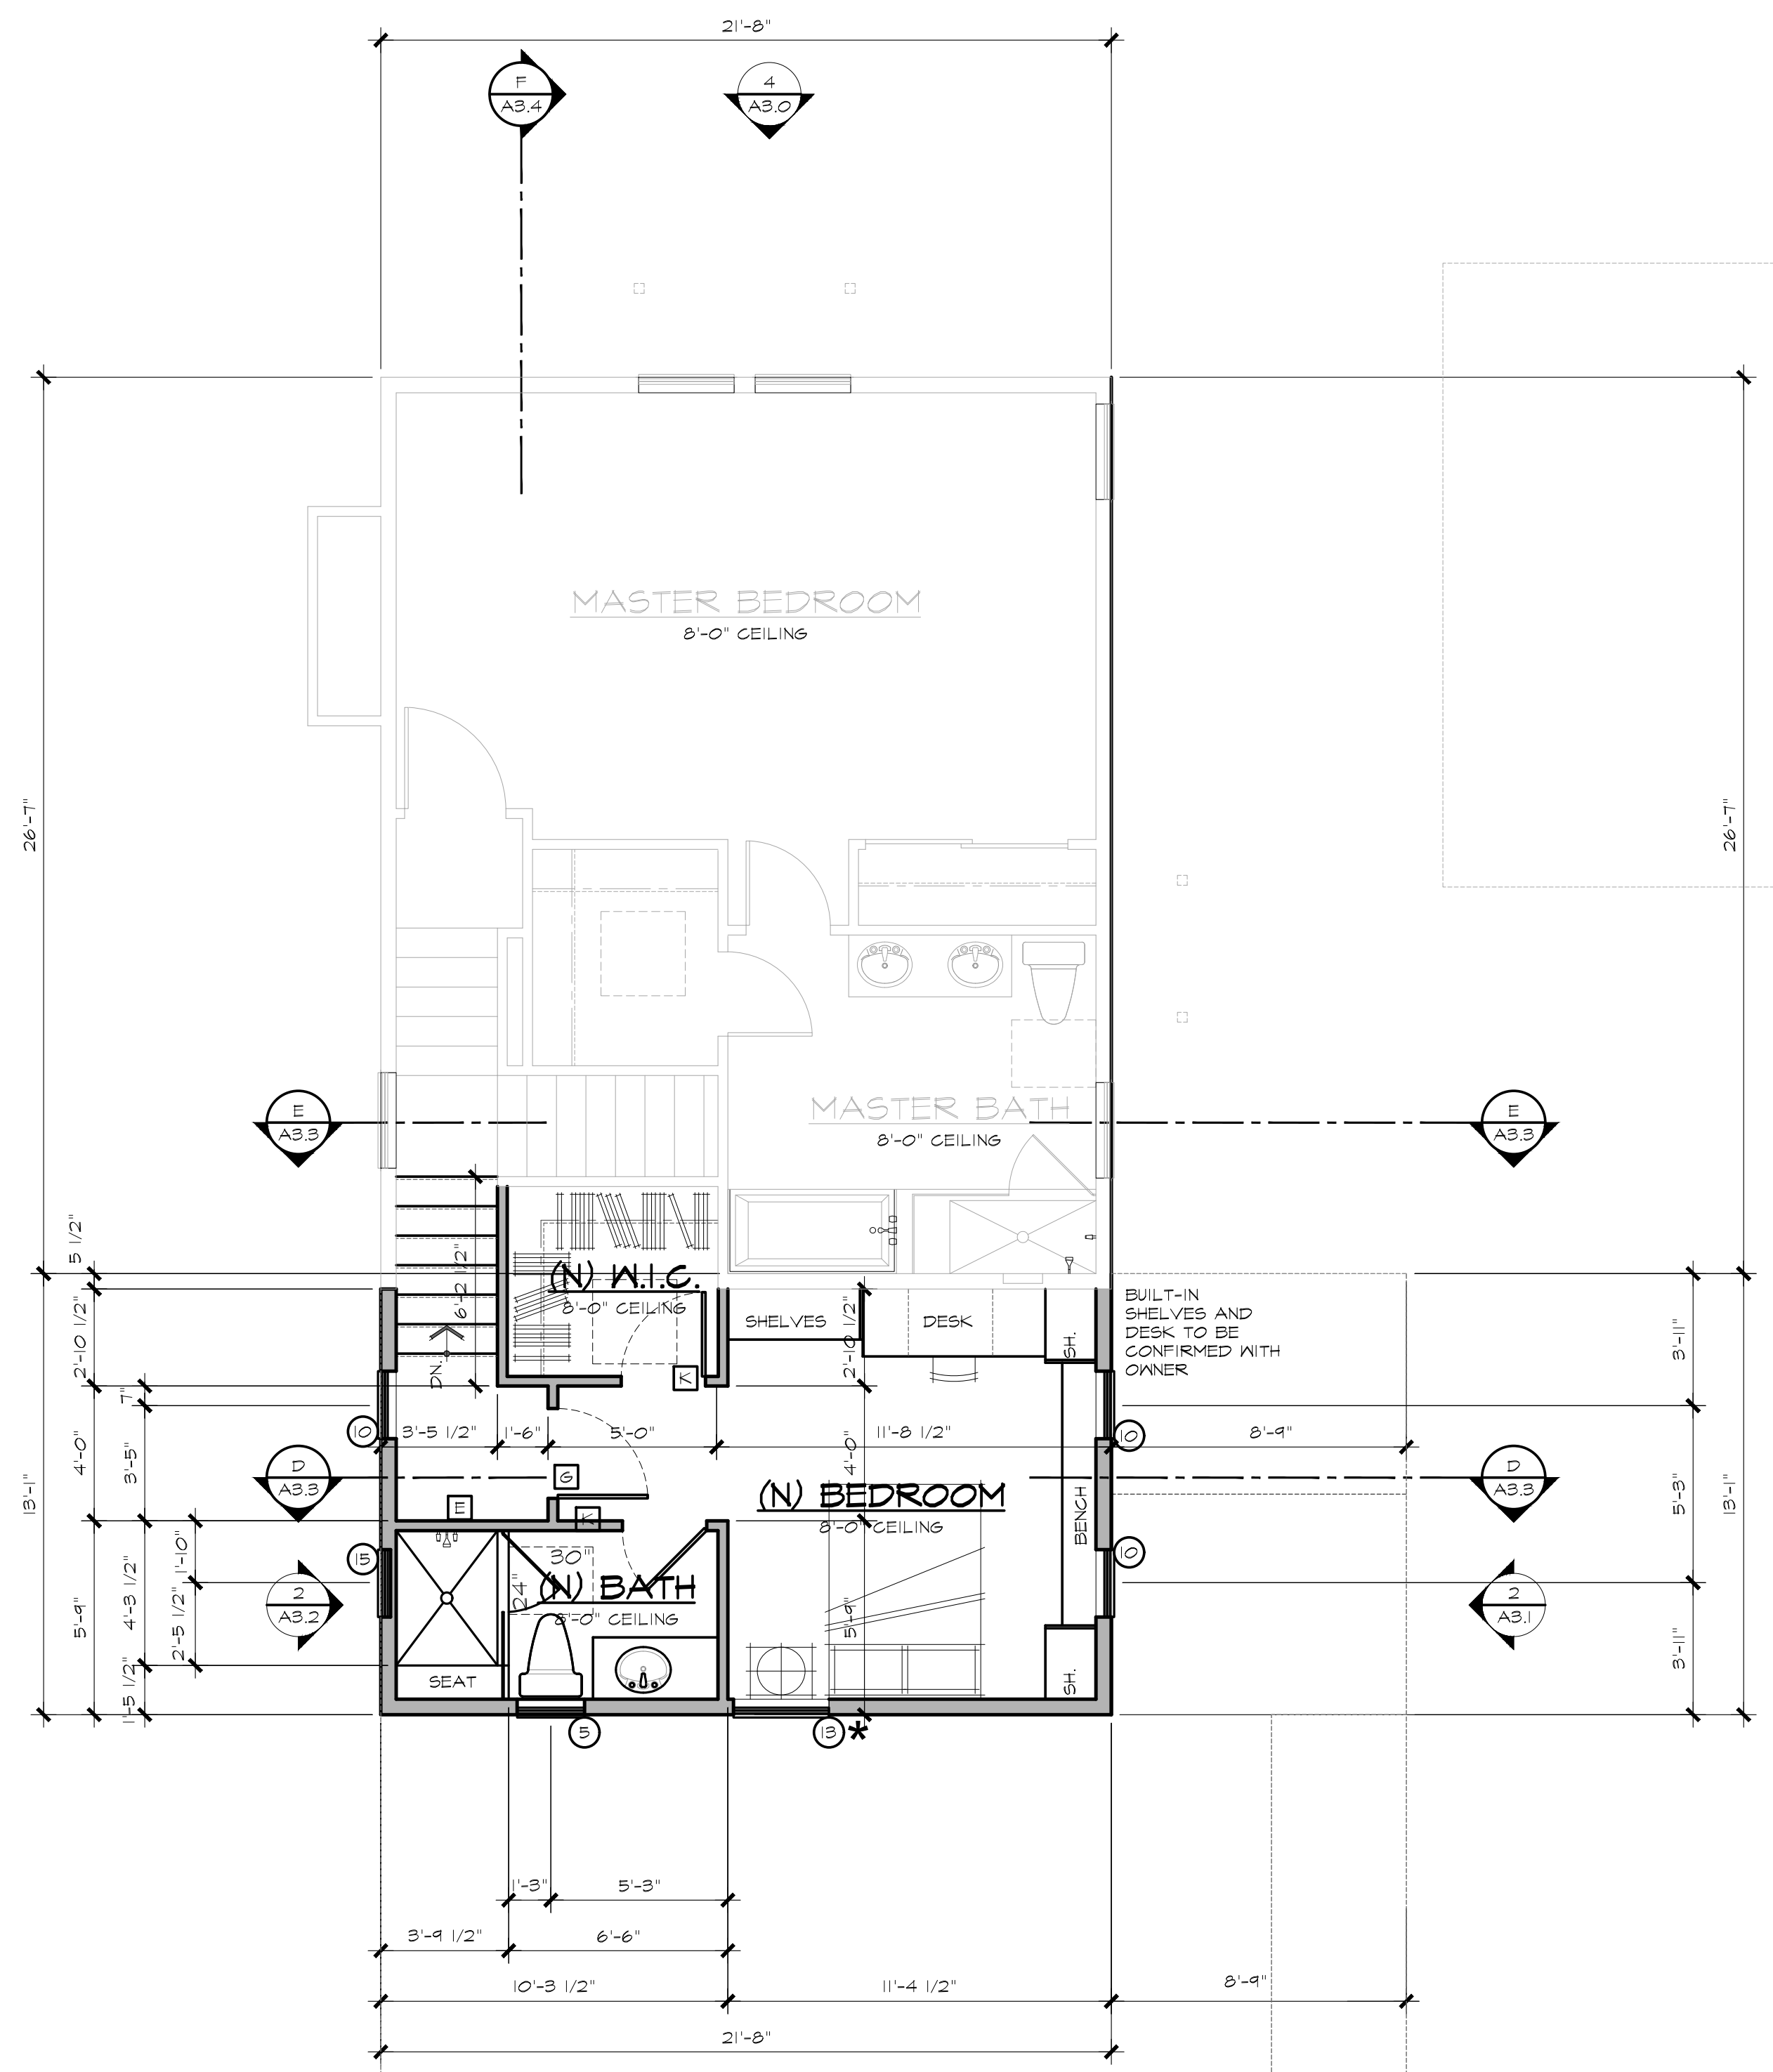 21'-8"
F
A3.4
4
A3.0
MASTER BEDROOM
8'-0" CEILING
26'-7"
26'-7"
E
A3.3
MASTER BATH
8'-0" CEILING
E
A3.3
5 1/2"
6'-2 1/2"
(N) W.I.C.
8'-0" CEILING
2'-10 1/2"
2'-10 1/2"
SHELVES
DESK
SH.
BUILT-IN
SHELVES AND
DESK TO BE
CONFIRMED WITH
OWNER
3'-11"
DN.
K
7"
10
3'-5 1/2"
1'-6"
5'-0"
11'-8 1/2"
10
8'-9"
4'-0"
3'-5"
4'-0"
D
A3.3
G
E
K
(N) BEDROOM
8'-0" CEILING
BENCH
D
A3.3
5'-3"
13'-1"
13'-1"
15
1'-10"
30"
24"
(N) BATH
8'-0" CEILING
10
2
A3.2
2
A3.1
5'-9"
4'-3 1/2"
2'-5 1/2"
5'-9"
3'-11"
SEAT
SH.
1'-5 1/2"
5
13
*
1'-3"
5'-3"
3'-9 1/2"
6'-6"
10'-3 1/2"
11'-4 1/2"
8'-9"
21'-8"